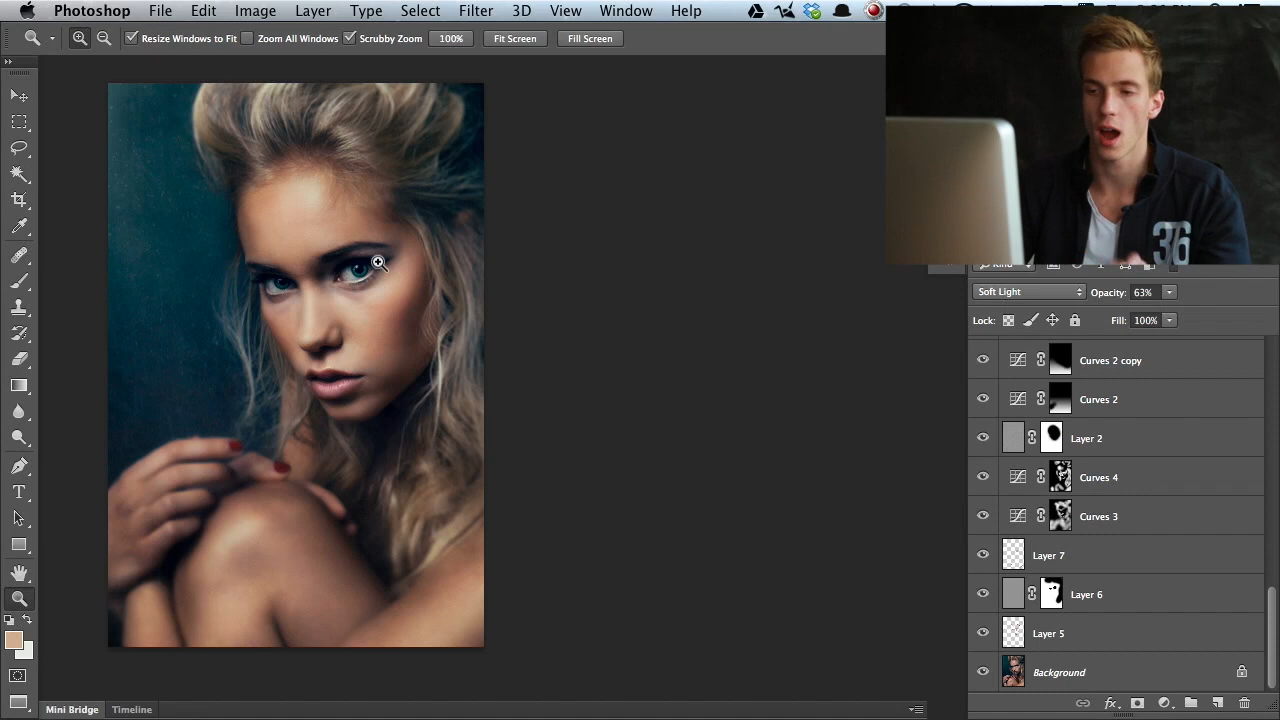 Photoshop File Edit Image Layer Type Select Filter 3D View Window Help
Resize Windows to Fit Zoom All Windows Scrubby Zoom 100% Fit Screen Fill Screen
36
Soft Light Opacity: 63%
Lock: Fill: 100%
Curves 2 copy
Curves 2
Layer 2
Curves 4
Curves 3
Layer 7
Layer 6
Layer 5
Background
fx
Mini Bridge Timeline